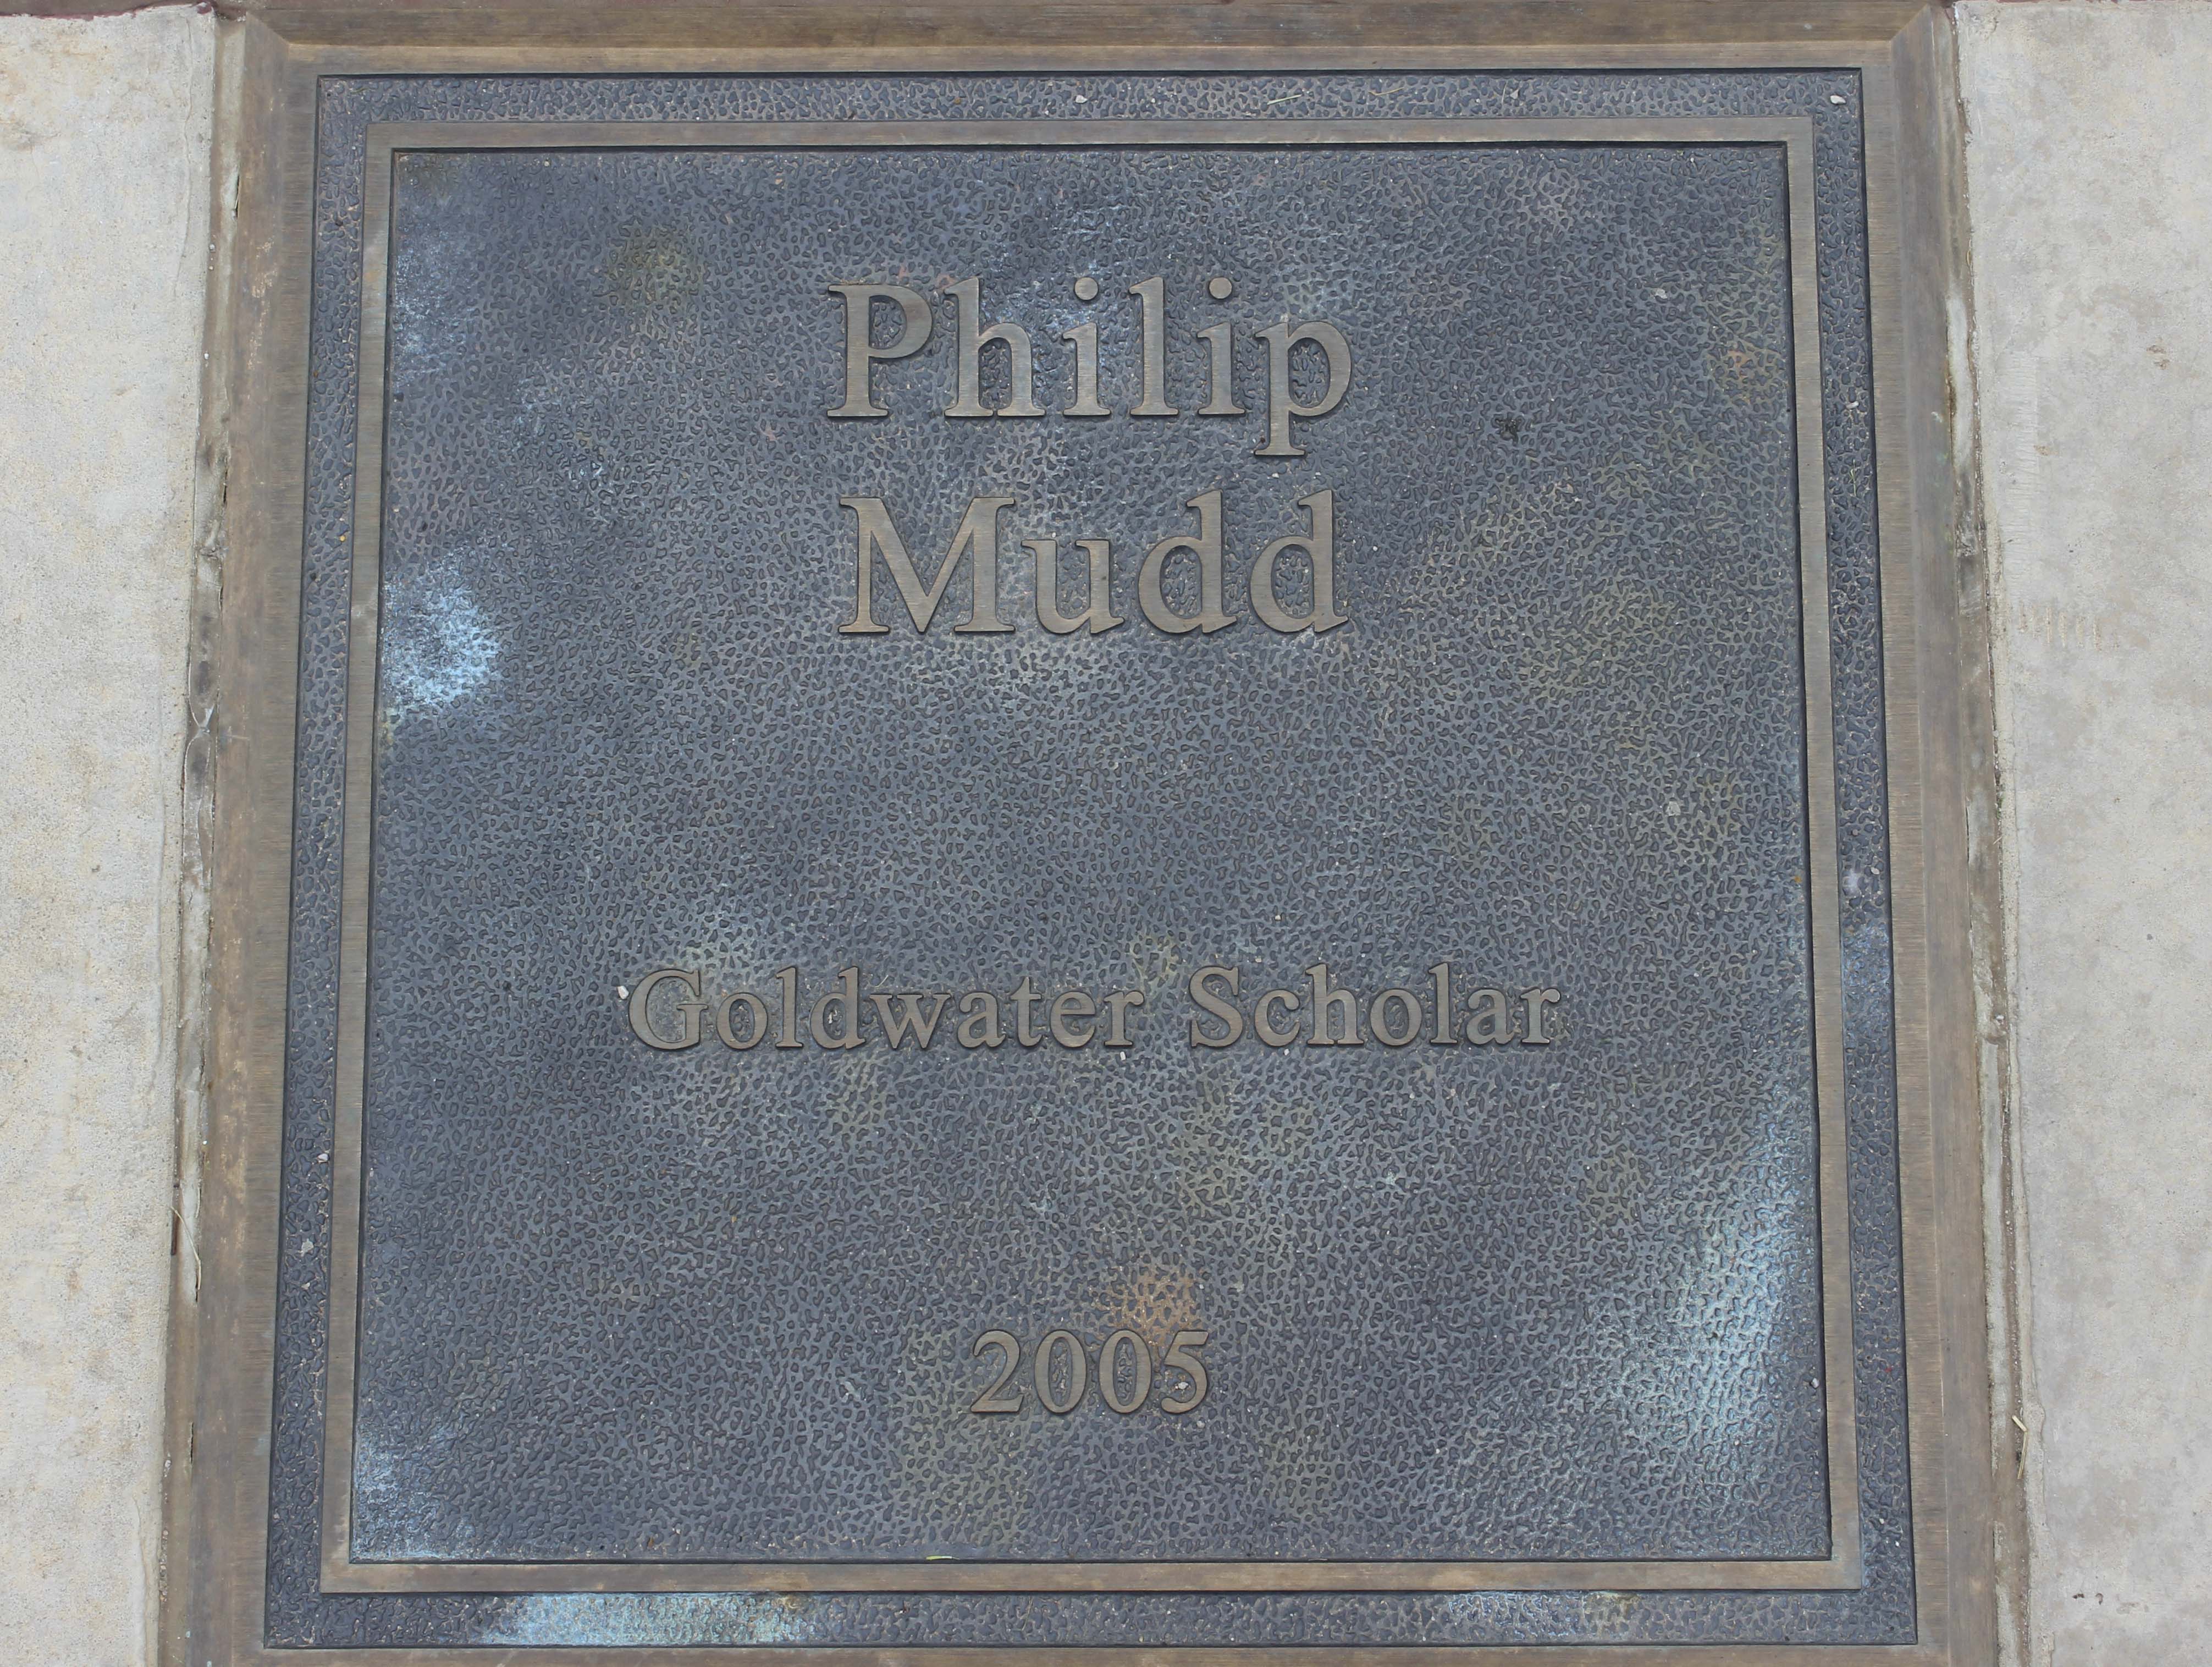 Philip
Mudd
Goldwater Scholar
2005